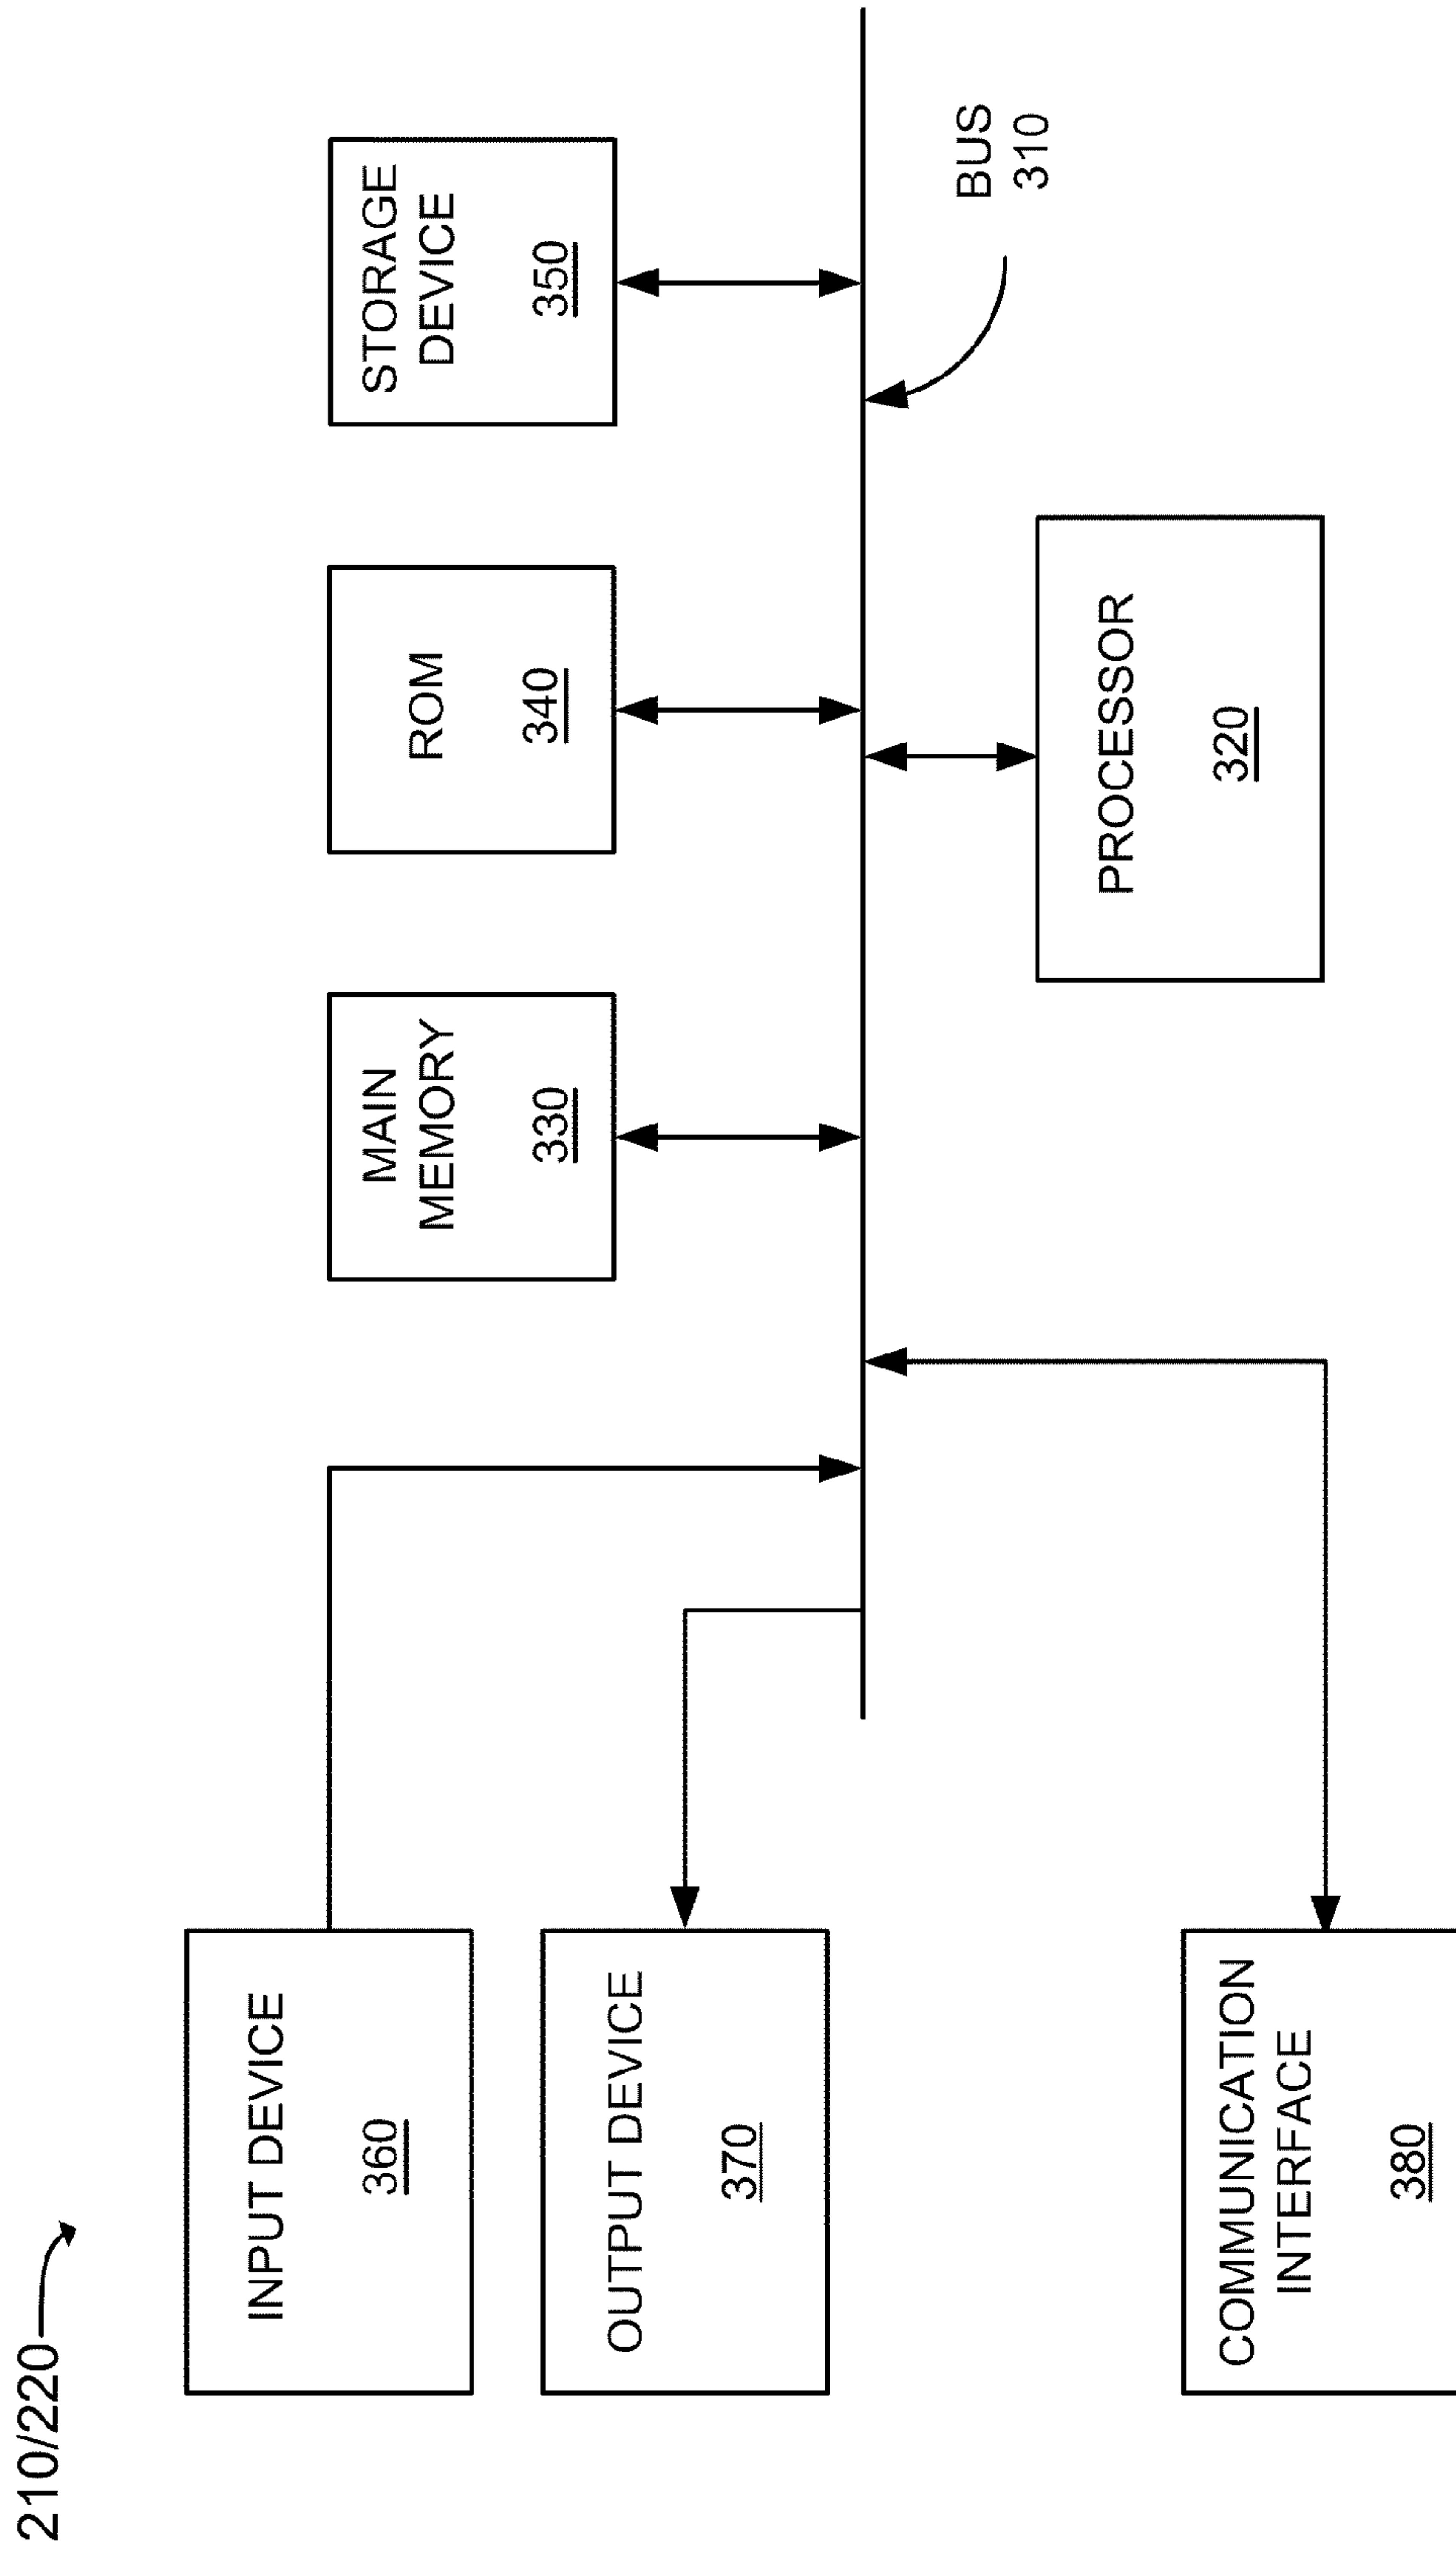 210/220
INPUT DEVICE
360
OUTPUT DEVICE
370
COMMUNICATION
INTERFACE
380
MAIN
MEMORY
330
ROM
340
STORAGE
DEVICE
350
PROCESSOR
320
BUS
310